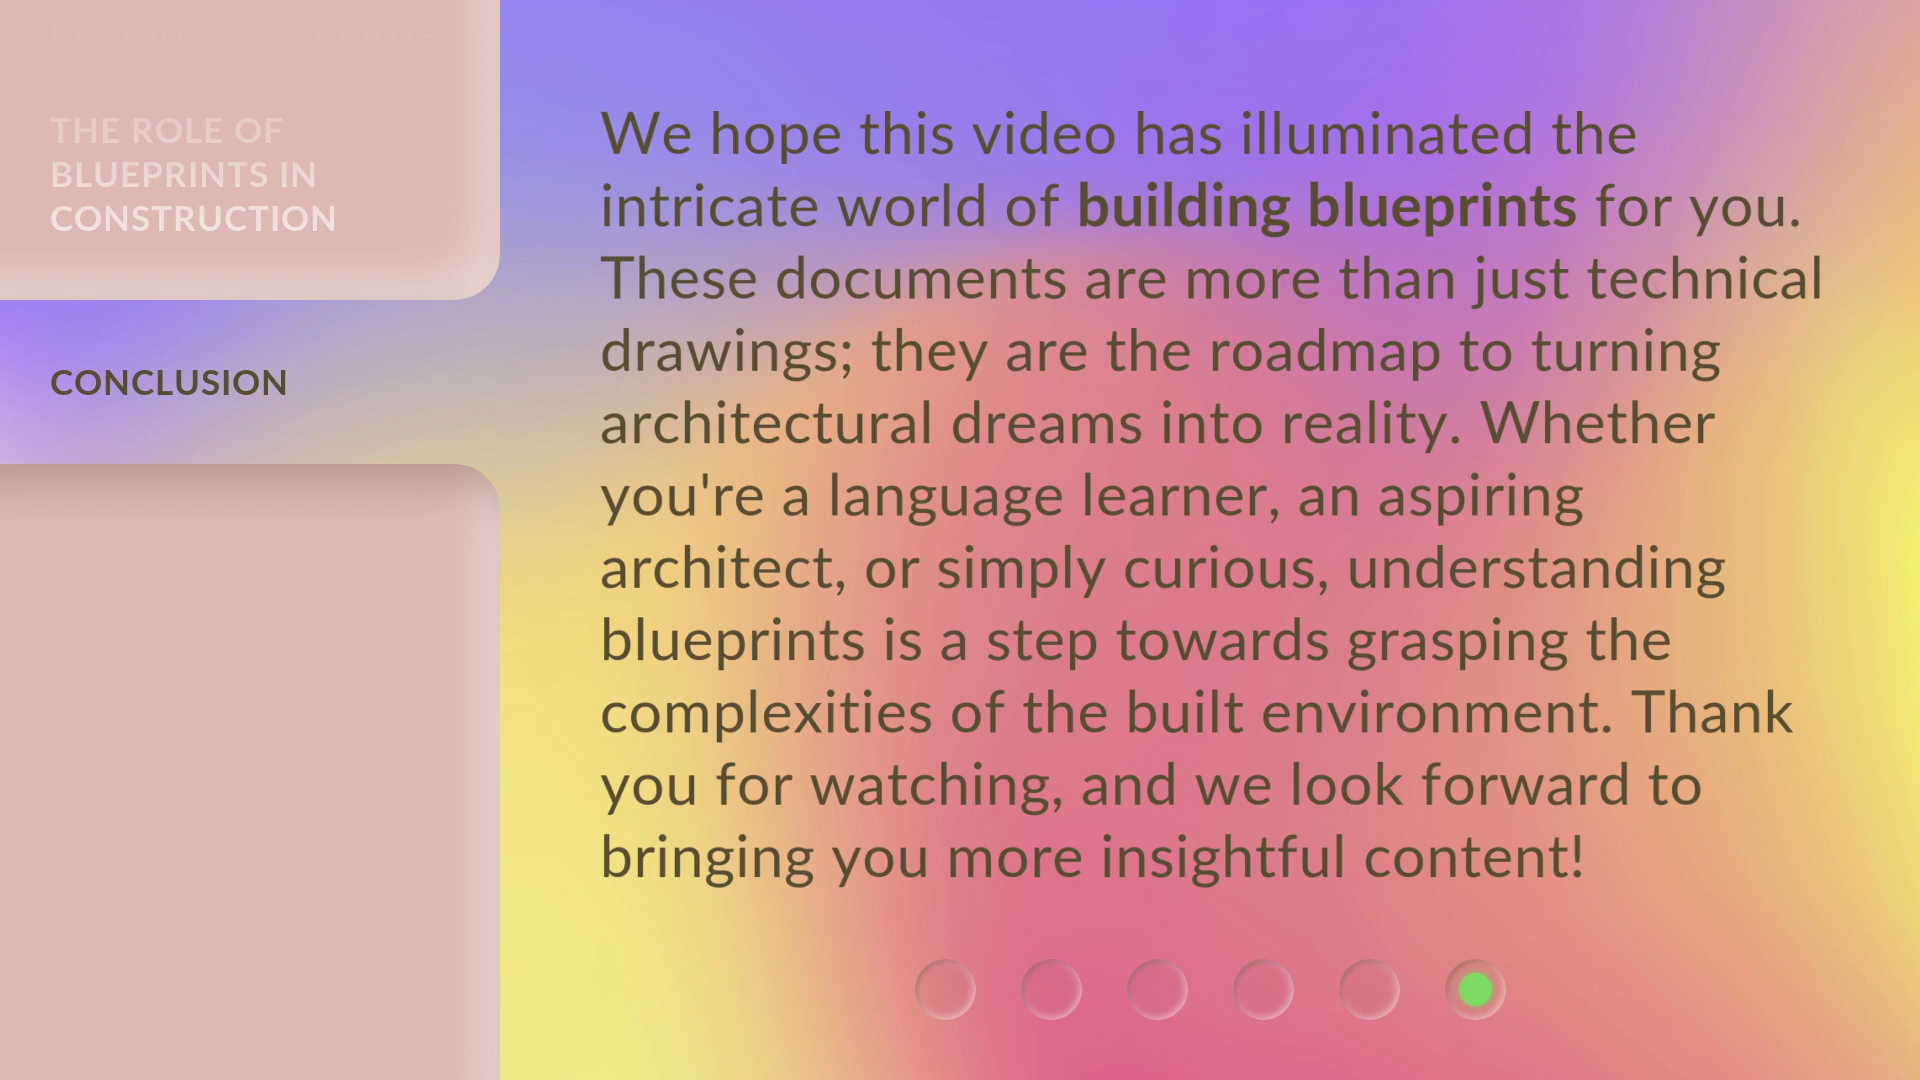 READING BLUEPRINTS
THE ROLE OF
BLUEPRINTS IN
CONSTRUCTION
CONCLUSION
We hope this video has illuminated the
intricate world of building blueprints for you.
These documents are more than just technical
drawings; they are the roadmap to turning
architectural dreams into reality. Whether
you're a language learner, an aspiring
architect, or simply curious, understanding
blueprints is a step towards grasping the
complexities of the built environment. Thank
you for watching, and we look forward to
bringing you more insightful content!